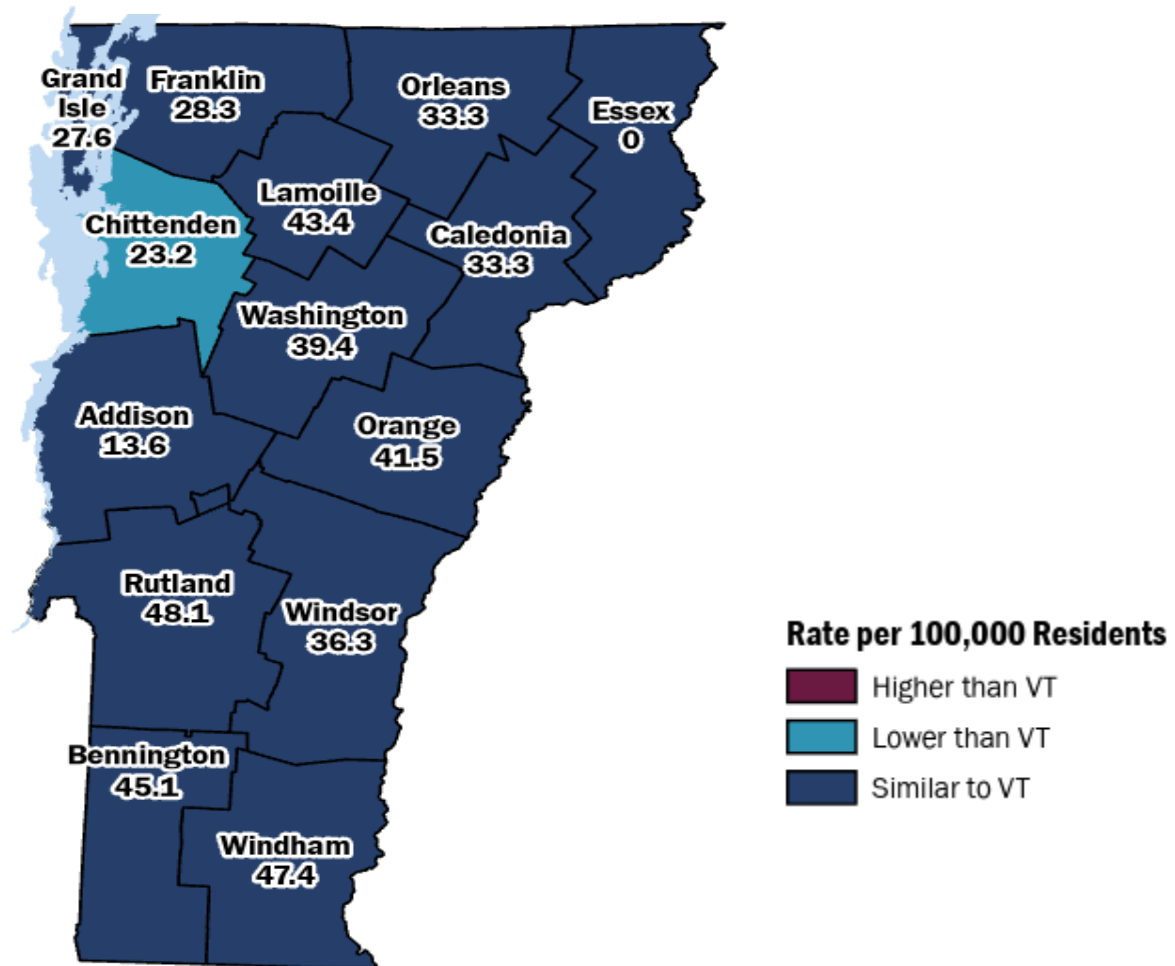 Grand
Isle
27.6
Franklin
28.3
Orleans
33.3
Essex
0
Lamoille
43.4
Chittenden
23.2
Caledonia
33.3
Washington
39.4
Addison
13.6
Orange
41.5
Rutland
48.1
Windsor
36.3
Bennington
45.1
Windham
47.4
Rate per 100,000 Residents
Higher than VT
Lower than VT
Similar to VT